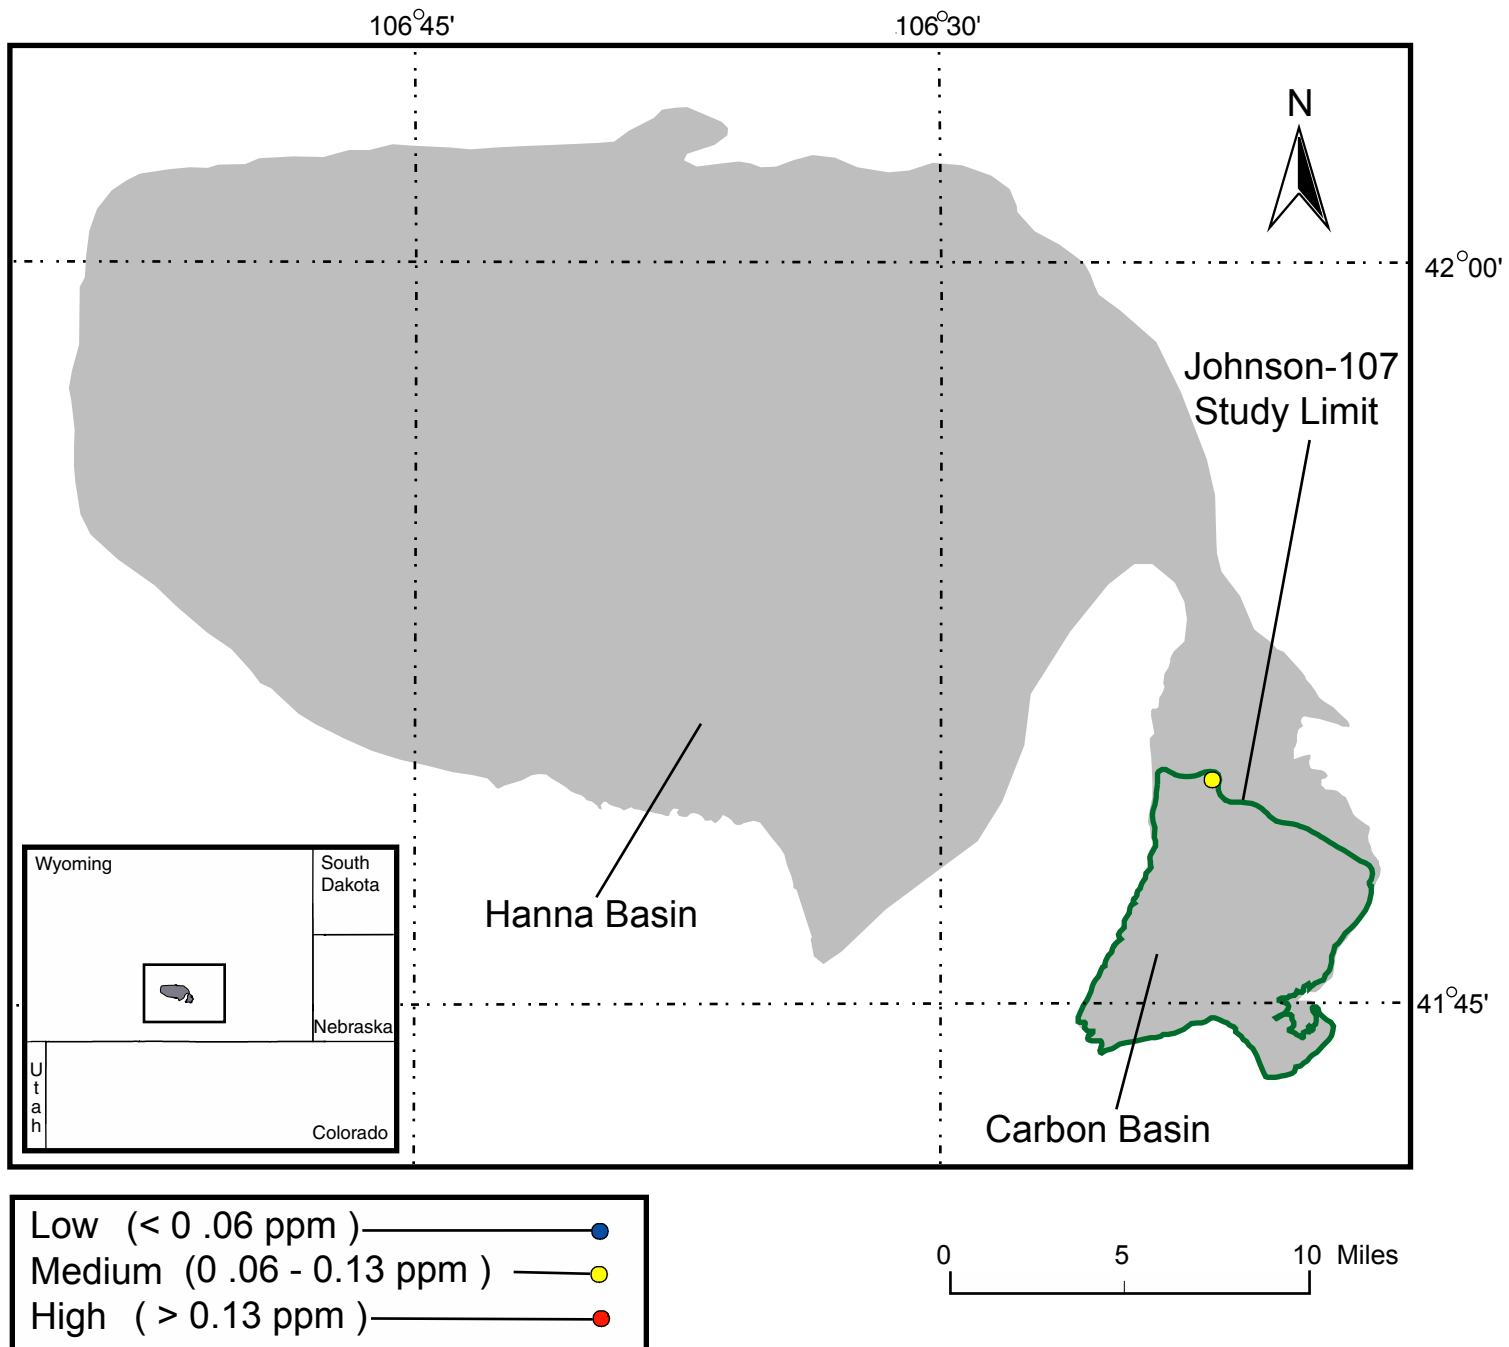 106°45'
106°30'
N
42°00'
Johnson-107
Study Limit
Hanna Basin
Wyoming
South
Dakota
Nebraska
Utah
Colorado
41°45'
Carbon Basin
Low (< 0 .06 ppm )
Medium (0 .06 - 0.13 ppm )
High ( > 0.13 ppm )
0 5 10 Miles